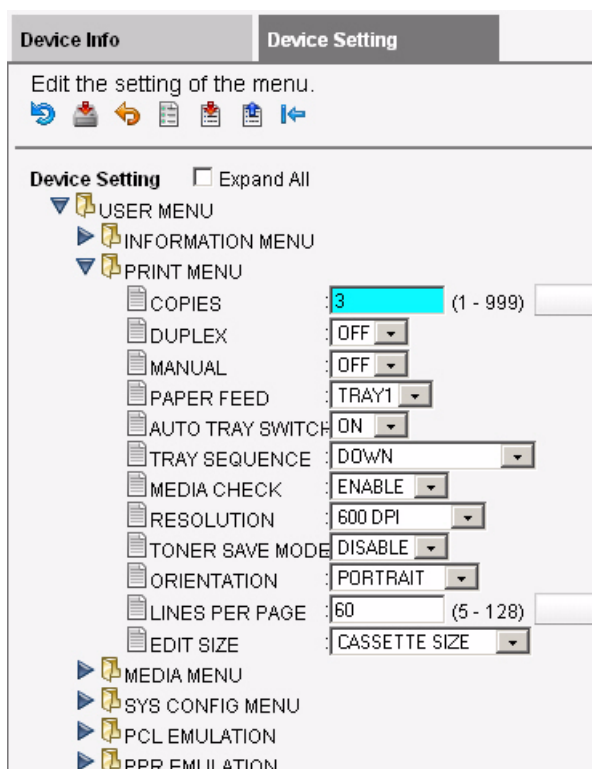 Device Info Device Setting
Edit the setting of the menu.
Device Setting Expand All
USER MENU
INFORMATION MENU
PRINT MENU
COPIES :3 (1 - 999)
DUPLEX :OFF
MANUAL :OFF
PAPER FEED :TRAY1
AUTO TRAY SWITCH ON
TRAY SEQUENCE :DOWN
MEDIA CHECK :ENABLE
RESOLUTION :600 DPI
TONER SAVE MODE DISABLE
ORIENTATION :PORTRAIT
LINES PER PAGE :60 (5 - 128)
EDIT SIZE :CASSETTE SIZE
MEDIA MENU
SYS CONFIG MENU
PCL EMULATION
PPR EMULATION